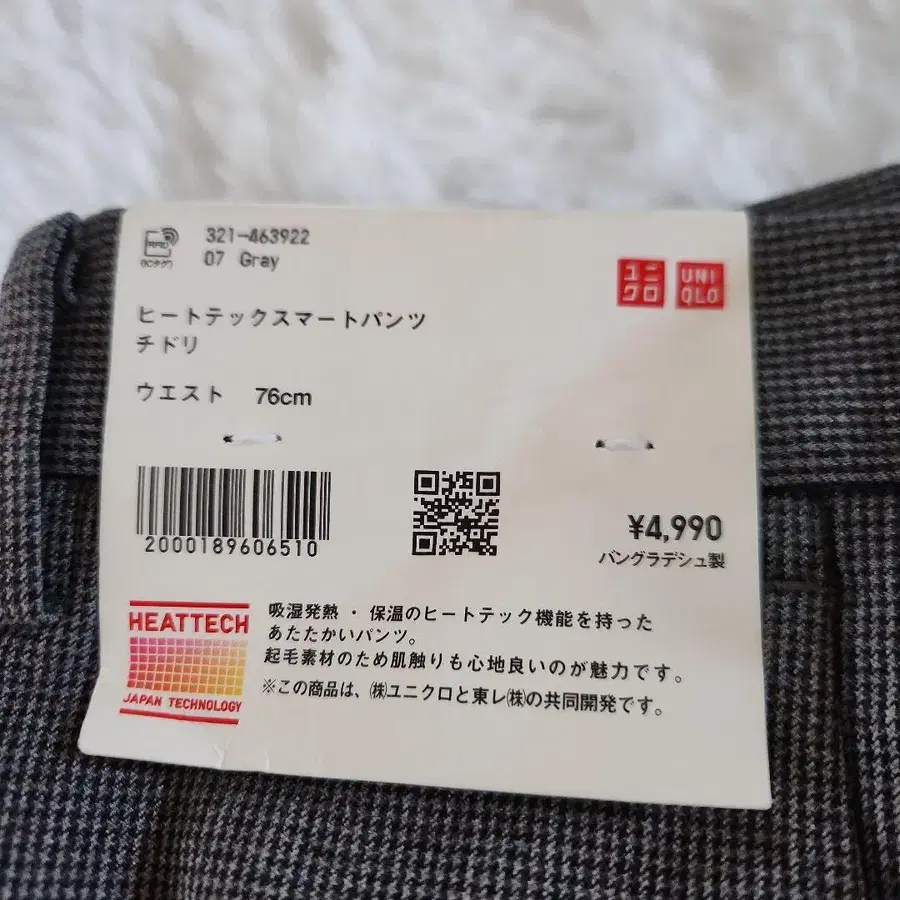 RFID
(ICタグ)
321-463922
07 Gray
ユニ
クロ
UNI
QLO
ヒートテックスマートパンツ
チドリ
ウエスト 76cm
2000189606510
¥4,990
バングラデシュ製
HEATTECH
JAPAN TECHNOLOGY
吸湿発熱・保温のヒートテック機能を持った
あたたかいパンツ。
起毛素材のため肌触りも心地良いのが魅力です。
※この商品は、㈱ユニクロと東レ㈱の共同開発です。